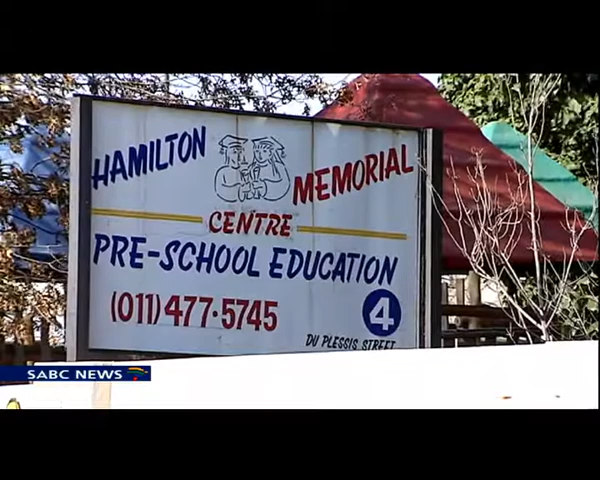 HAMILTON MEMORIAL
CENTRE
PRE-SCHOOL EDUCATION
(011) 477·5745
4
DU PLESSIS STREET
SABC NEWS